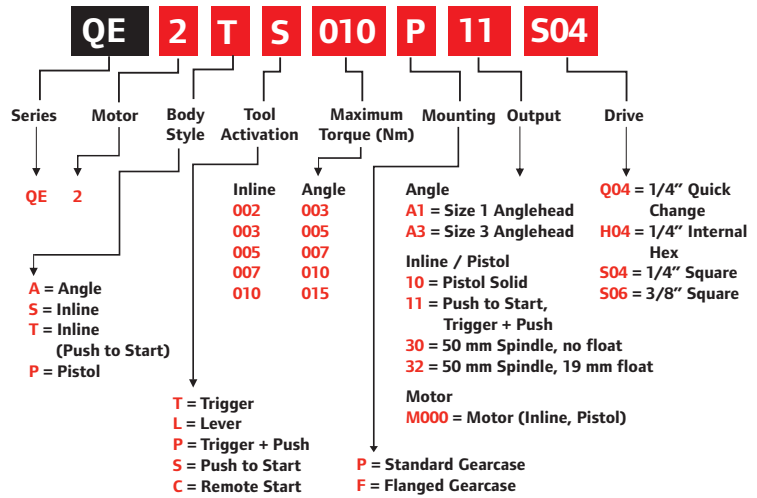 QE 2 T S 010 P 11 S04
Series
Motor
Body
Style
Tool
Activation
Maximum
Torque (Nm)
Mounting
Output
Drive
QE
2
A = Angle
S = Inline
T = Inline
(Push to Start)
P = Pistol
T = Trigger
L = Lever
P = Trigger + Push
S = Push to Start
C = Remote Start
Inline Angle
002 003
003 005
005 007
007 010
010 015
P = Standard Gearcase
F = Flanged Gearcase
Angle
A1 = Size 1 Anglehead
A3 = Size 3 Anglehead
Inline / Pistol
10 = Pistol Solid
11 = Push to Start,
Trigger + Push
30 = 50 mm Spindle, no float
32 = 50 mm Spindle, 19 mm float
Motor
M000 = Motor (Inline, Pistol)
Q04 = 1/4″ Quick
Change
H04 = 1/4″ Internal
Hex
S04 = 1/4″ Square
S06 = 3/8″ Square